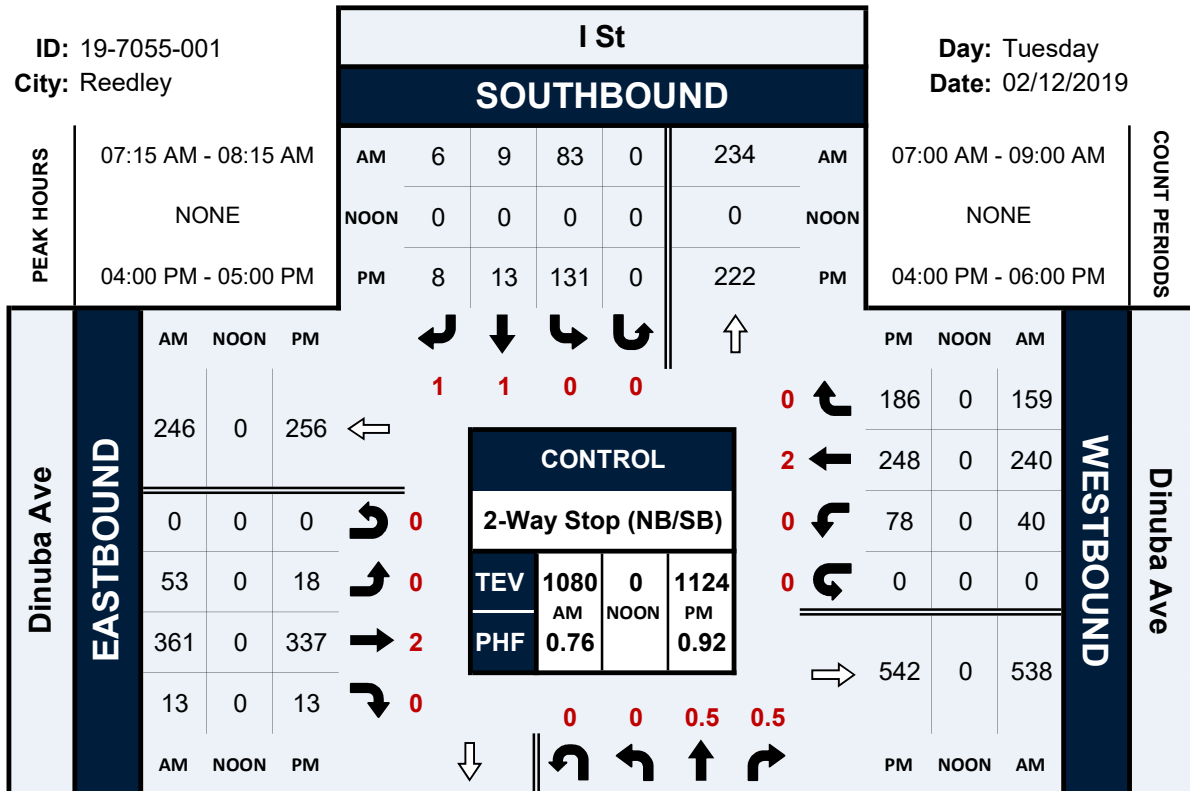 I St
ID: 19-7055-001
Day: Tuesday
City: Reedley
Date: 02/12/2019
SOUTHBOUND
PEAK HOURS
07:15 AM - 08:15 AM
NONE
04:00 PM - 05:00 PM
AM 6 9 83 0 234 AM
NOON 0 0 0 0 0 NOON
PM 8 13 131 0 222 PM
07:00 AM - 09:00 AM
NONE
04:00 PM - 06:00 PM
COUNT PERIODS
1 1 0 0
Dinuba Ave
EASTBOUND
AM NOON PM
246 0 256
0 0 0 0
53 0 18 0
361 0 337 2
13 0 13 0
AM NOON PM
CONTROL
2-Way Stop (NB/SB)
TEV 1080 0 1124
AM NOON PM
PHF 0.76 0.92
PM NOON AM
0 186 0 159
2 248 0 240
0 78 0 40
0 0 0 0
542 0 538
PM NOON AM
WESTBOUND
Dinuba Ave
0 0 0.5 0.5